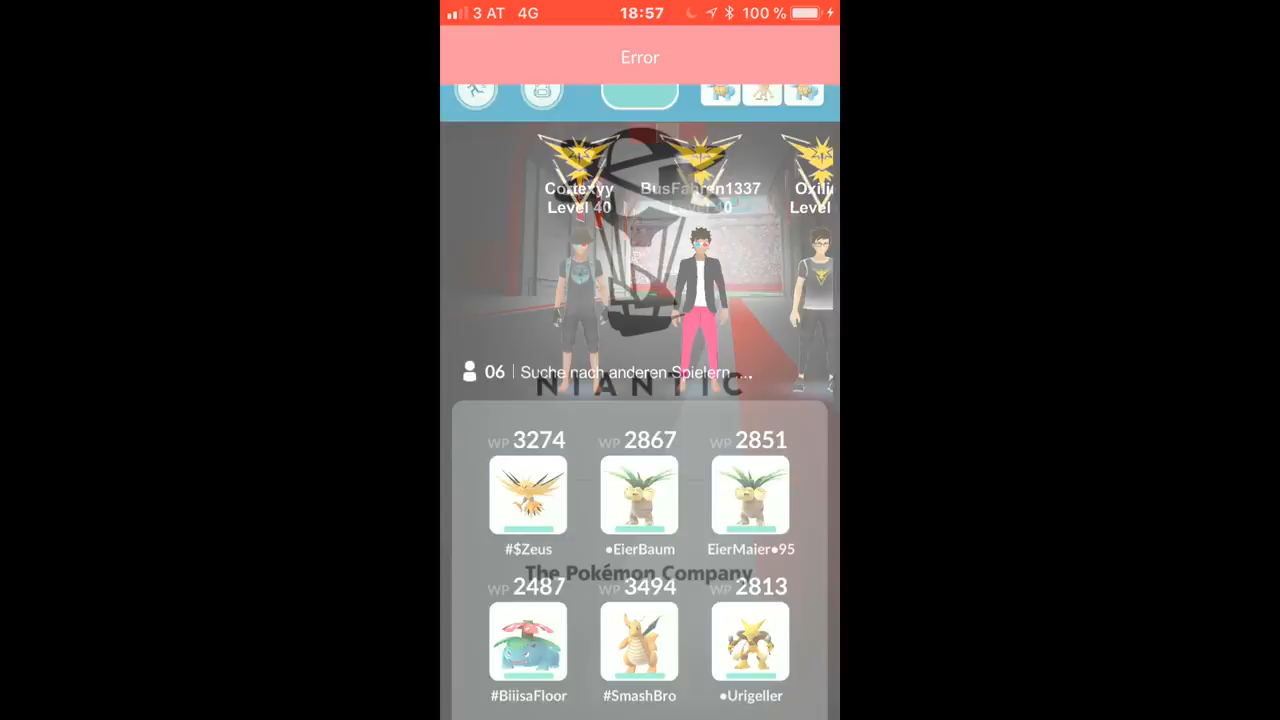 3 AT 4G 18:57 100 %
Error
Cortexyy BusFahren1337
Level 40 Level
06 Suche nach anderen Spielern ...
NIANTIC
WP 3274 WP 2867 WP 2851
#$Zeus •EierBaum EierMaier•95
The Pokémon Company
WP 2487 WP 3494 WP 2813
#BiiisaFloor #SmashBro •Urigeller